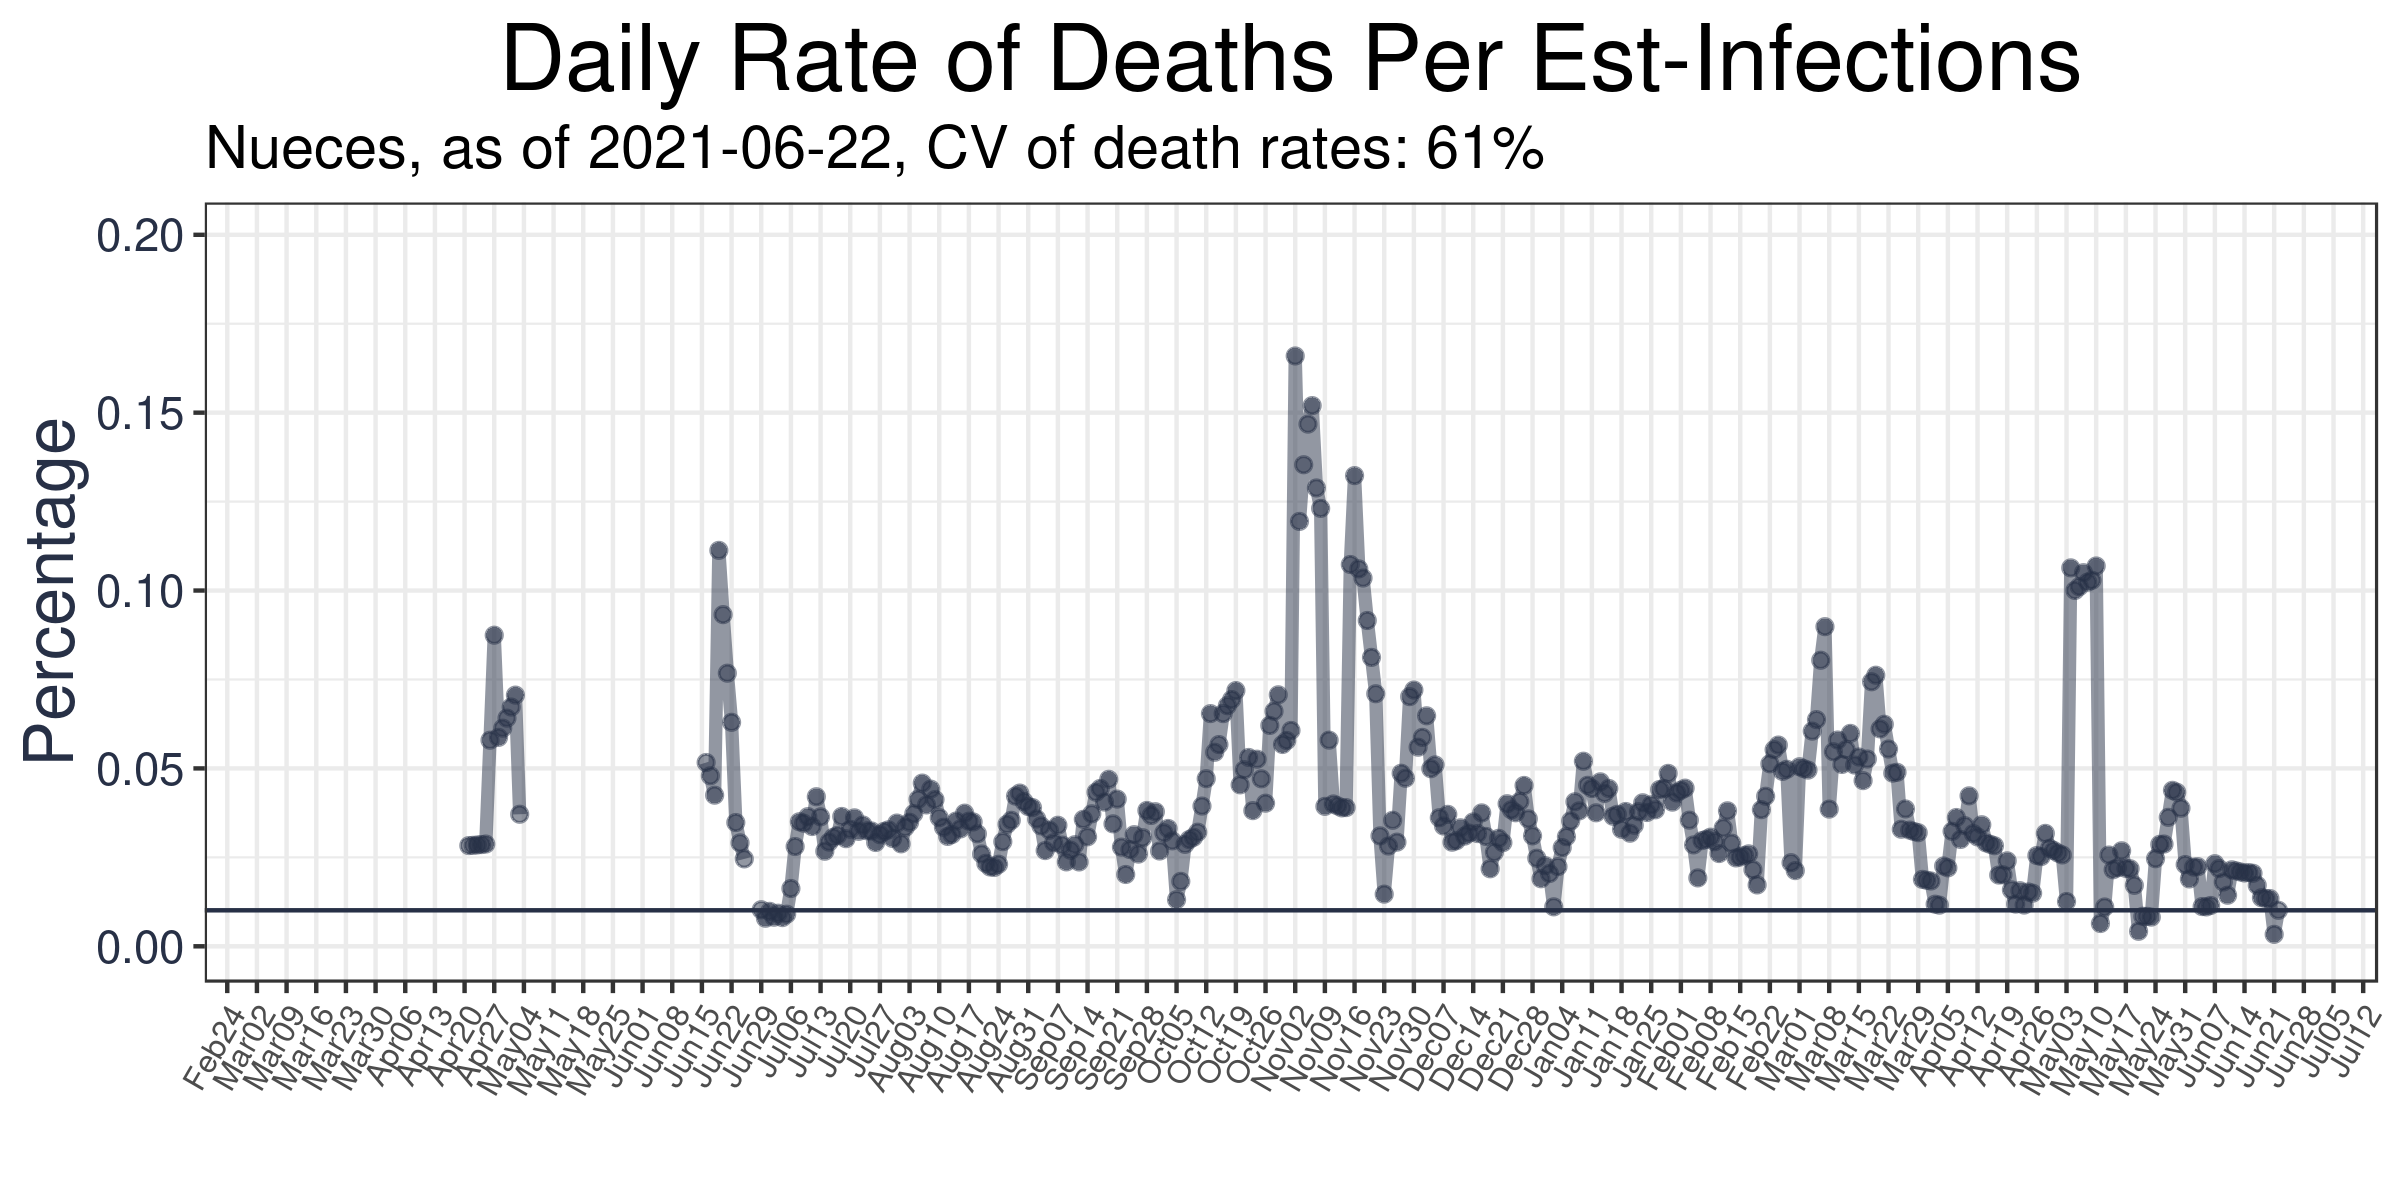 Daily Rate of Deaths Per Est-Infections
Nueces, as of 2021-06-22, CV of death rates: 61%
Percentage
0.20
0.15
0.10
0.05
0.00
Feb24
Mar02
Mar09
Mar16
Mar23
Mar30
Apr06
Apr13
Apr20
Apr27
May04
May11
May18
May25
Jun01
Jun08
Jun15
Jun22
Jun29
Jul06
Jul13
Jul20
Jul27
Aug03
Aug10
Aug17
Aug24
Aug31
Sep07
Sep14
Sep21
Sep28
Oct05
Oct12
Oct19
Oct26
Nov02
Nov09
Nov16
Nov23
Nov30
Dec07
Dec14
Dec21
Dec28
Dec04
Jan11
Jan18
Jan25
Feb01
Feb08
Feb15
Feb22
Mar01
Mar08
Mar15
Mar22
Mar29
Apr05
Apr12
Apr19
Apr26
May03
May10
May17
May24
May31
May07
Jun14
Jun21
Jun28
Jul05
Jul12